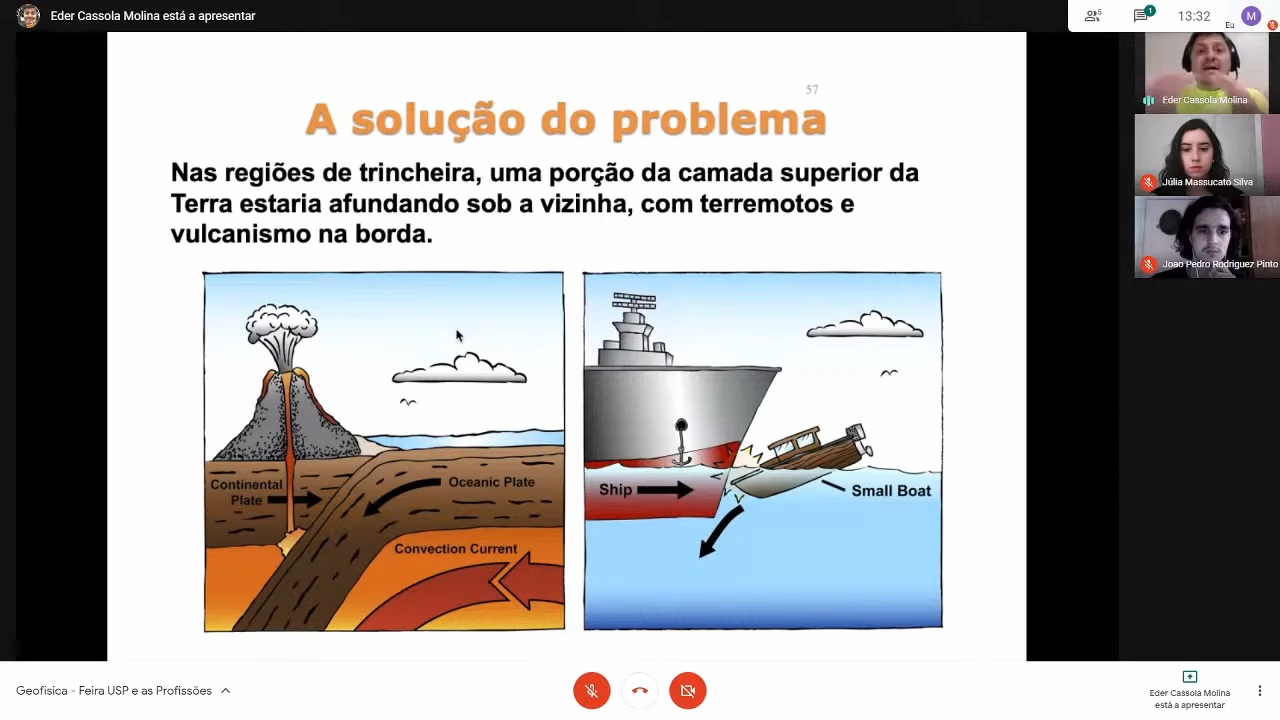 Eder Cassola Molina está a apresentar
5
1
13:32
Eu
M
Eder Cassola Molina
Júlia Massucato Silva
Joao Pedro Rodriguez Pinto
57
A solução do problema
Nas regiões de trincheira, uma porção da camada superior da
Terra estaria afundando sob a vizinha, com terremotos e
vulcanismo na borda.
Continental
Plate
Oceanic Plate
Convection Current
Ship
Small Boat
Geofisica - Feira USP e as Profissões
Eder Cassola Molina
está a apresentar